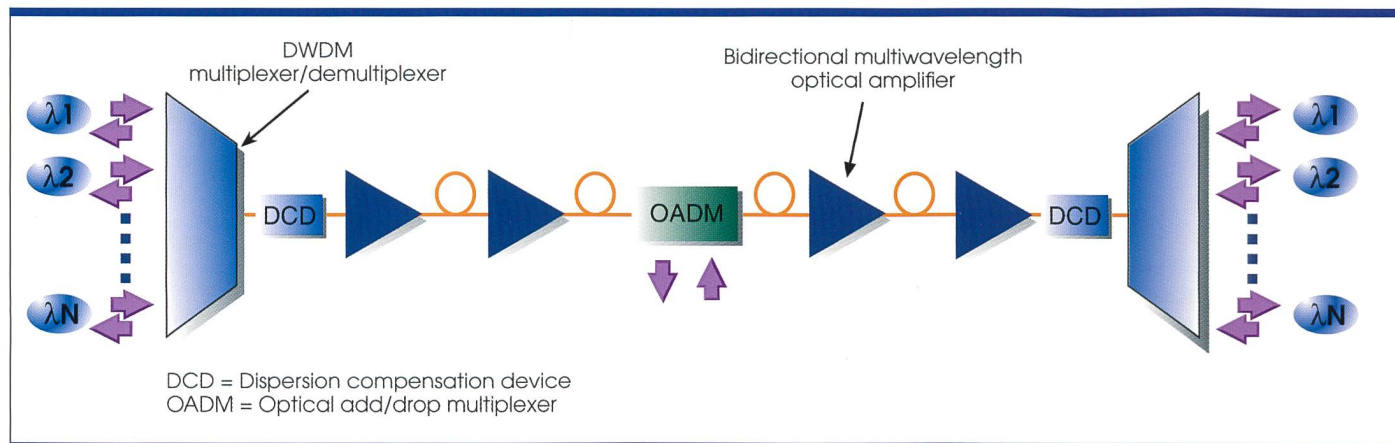 DWDM
multiplexer/demultiplexer
Bidirectional multiwavelength
optical amplifier
λ1
λ1
λ2
λ2
DCD
OADM
DCD
λN
λN
DCD = Dispersion compensation device
OADM = Optical add/drop multiplexer